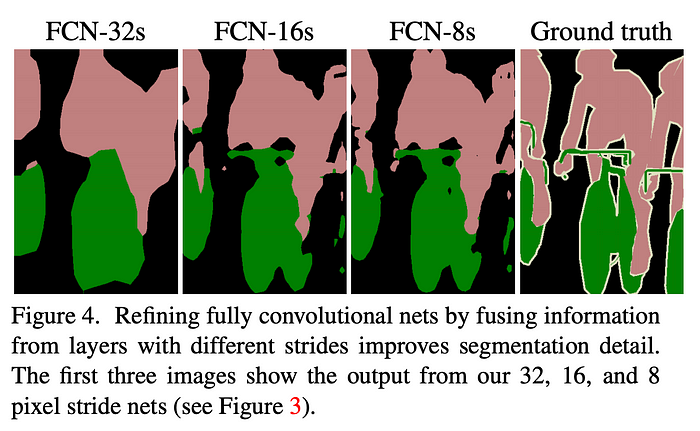 FCN-32s FCN-16s FCN-8s Ground truth
Figure 4. Refining fully convolutional nets by fusing information
from layers with different strides improves segmentation detail.
The first three images show the output from our 32, 16, and 8
pixel stride nets (see Figure 3).